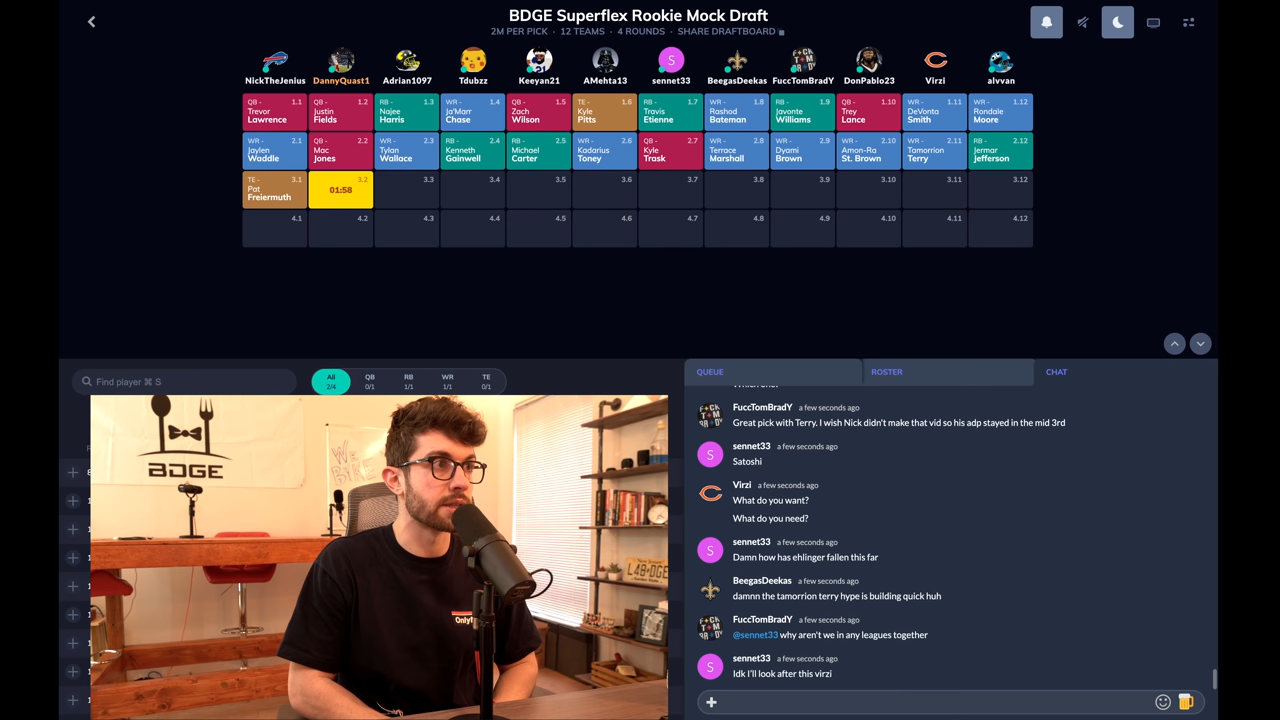 BDGE Superflex Rookie Mock Draft
2M PER PICK · 12 TEAMS · 4 ROUNDS · SHARE DRAFTBOARD
NickTheJenius DannyQuast1 Adrian1097 Tdubzz Keeyan21 AMehta13 sennet33 BeegasDeekas FuccTomBradY DonPablo23 Virzi alvvan
QB - 1.1 QB - 1.2 RB - 1.3 WR - 1.4 QB - 1.5 TE - 1.6 RB - 1.7 WR - 1.8 RB - 1.9 QB - 1.10 WR - 1.11 WR - 1.12
Trevor Justin Najee Ja'Marr Zach Kyle Travis Rashod Javonte Trey DeVonta Rondale
Lawrence Fields Harris Chase Wilson Pitts Etienne Bateman Williams Lance Smith Moore
WR - 2.1 QB - 2.2 WR - 2.3 RB - 2.4 RB - 2.5 WR - 2.6 QB - 2.7 WR - 2.8 WR - 2.9 WR - 2.10 WR - 2.11 RB - 2.12
Jaylen Mac Tylan Kenneth Michael Kadarius Kyle Terrace Dyami Amon-Ra Tamorrion Jermar
Waddle Jones Wallace Gainwell Carter Toney Trask Marshall Brown St. Brown Terry Jefferson
TE - 3.1 3.2 3.3 3.4 3.5 3.6 3.7 3.8 3.9 3.10 3.11 3.12
Pat 01:58
Freiermuth
4.1 4.2 4.3 4.4 4.5 4.6 4.7 4.8 4.9 4.10 4.11 4.12
Find player ⌘ S
All QB RB WR TE
2/4 0/1 1/1 1/1 0/1
QUEUE ROSTER CHAT
FuccTomBradY a few seconds ago
Great pick with Terry. I wish Nick didn't make that vid so his adp stayed in the mid 3rd
sennet33 a few seconds ago
Satoshi
Virzi a few seconds ago
What do you want?
What do you need?
sennet33 a few seconds ago
Damn how has ehlinger fallen this far
BeegasDeekas a few seconds ago
damnn the tamorrion terry hype is building quick huh
FuccTomBradY a few seconds ago
@sennet33 why aren't we in any leagues together
sennet33 a few seconds ago
Idk I'll look after this virzi
BDGE
Only
L4B-DGE